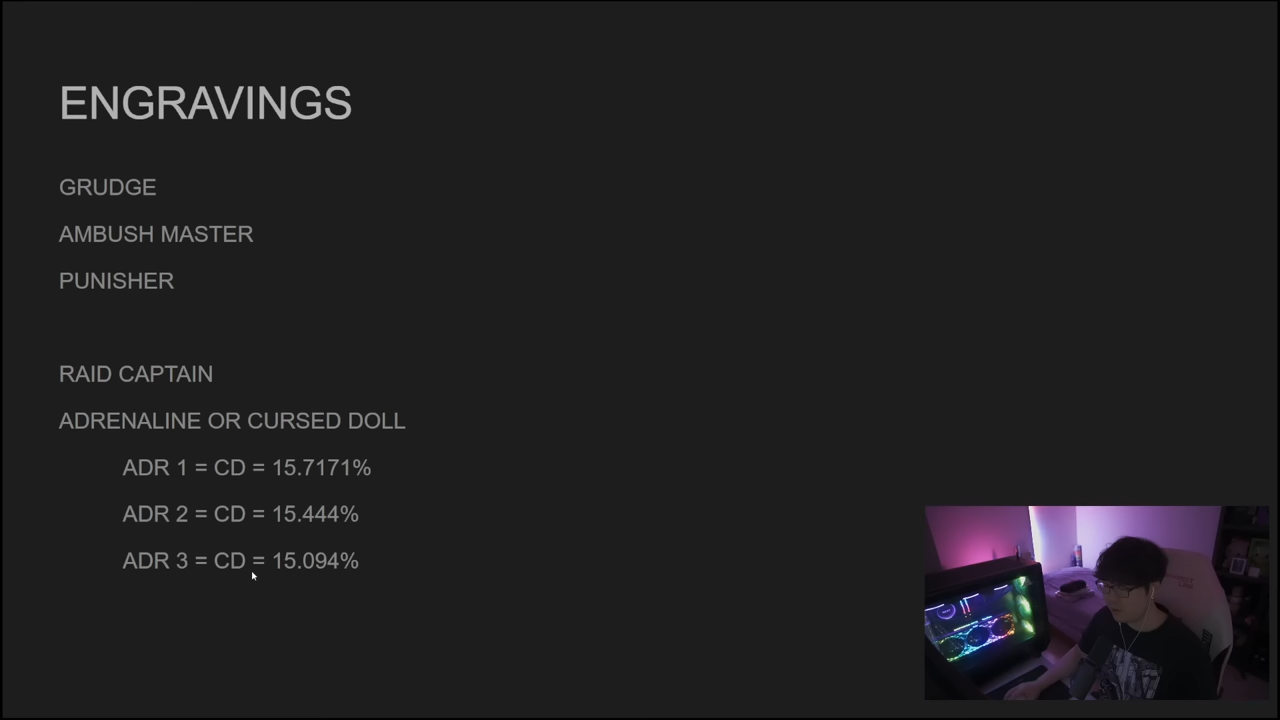 ENGRAVINGS
GRUDGE
AMBUSH MASTER
PUNISHER
RAID CAPTAIN
ADRENALINE OR CURSED DOLL
ADR 1 = CD = 15.7171%
ADR 2 = CD = 15.444%
ADR 3 = CD = 15.094%